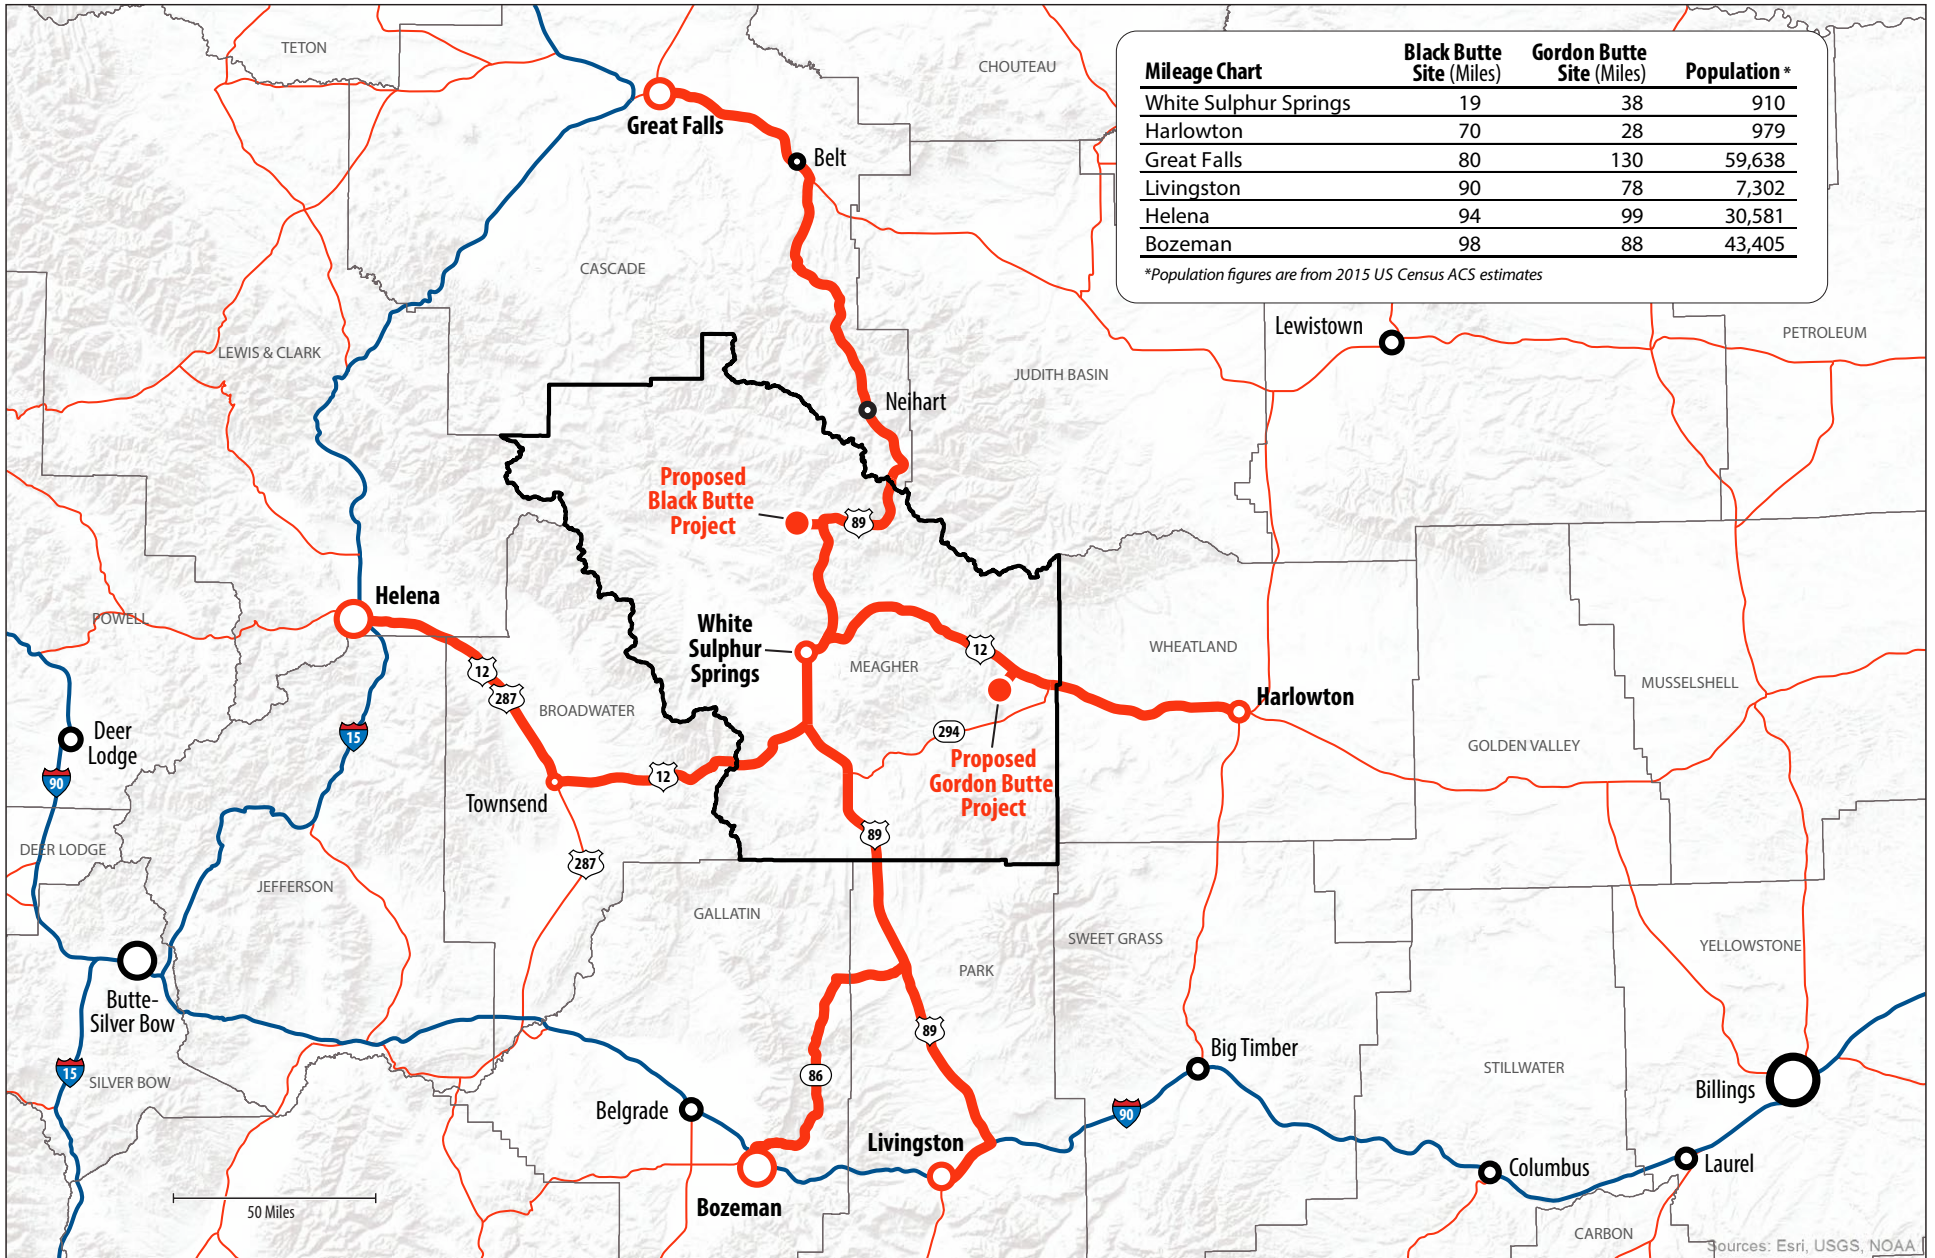 TETON
CHOUTEAU
Mileage Chart Black Butte Site (Miles) Gordon Butte Site (Miles) Population *
White Sulphur Springs 19 38 910
Harlowton 70 28 979
Great Falls 80 130 59,638
Livingston 90 78 7,302
Helena 94 99 30,581
Bozeman 98 88 43,405
*Population figures are from 2015 US Census ACS estimates
Great Falls
Belt
CASCADE
LEWIS & CLARK
Lewistown
PETROLEUM
JUDITH BASIN
Neihart
Proposed
Black Butte
Project
89
Helena
POWELL
White
Sulphur
Springs
MEAGHER
12
WHEATLAND
MUSSELSHELL
12
287
BROADWATER
Harlowton
Deer
Lodge
15
90
294
GOLDEN VALLEY
Proposed
Gordon Butte
Project
12
Townsend
89
287
DEER LODGE
JEFFERSON
GALLATIN
SWEET GRASS
YELLOWSTONE
PARK
Butte-
Silver Bow
89
15
SILVER BOW
86
Big Timber
STILLWATER
Billings
Belgrade
90
Livingston
Columbus
Laurel
50 Miles
Bozeman
CARBON
Sources: Esri, USGS, NOAA